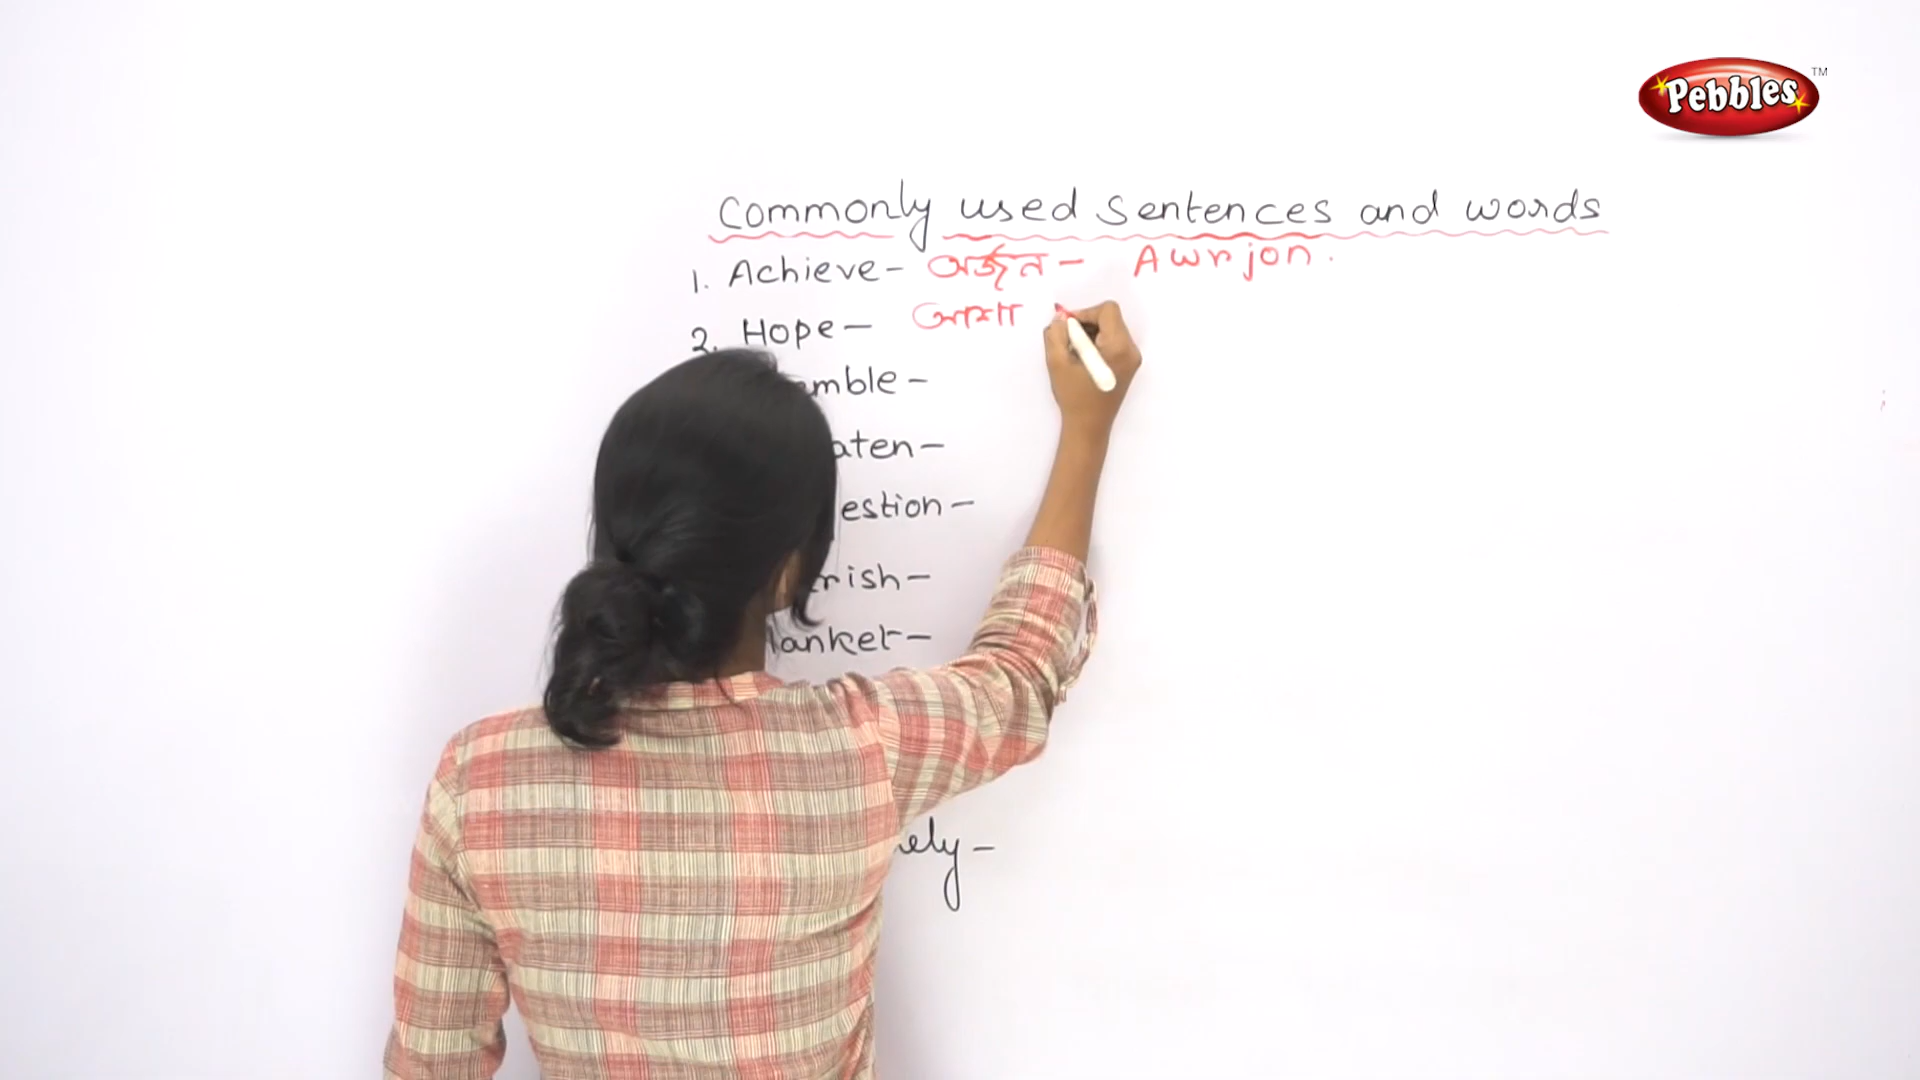 Pebbles TM
Commonly used sentences and words
1. Achieve - অর্জন - Awrjon.
2. Hope - আশা
mble -
aten -
estion -
rish -
lanket -
ely -